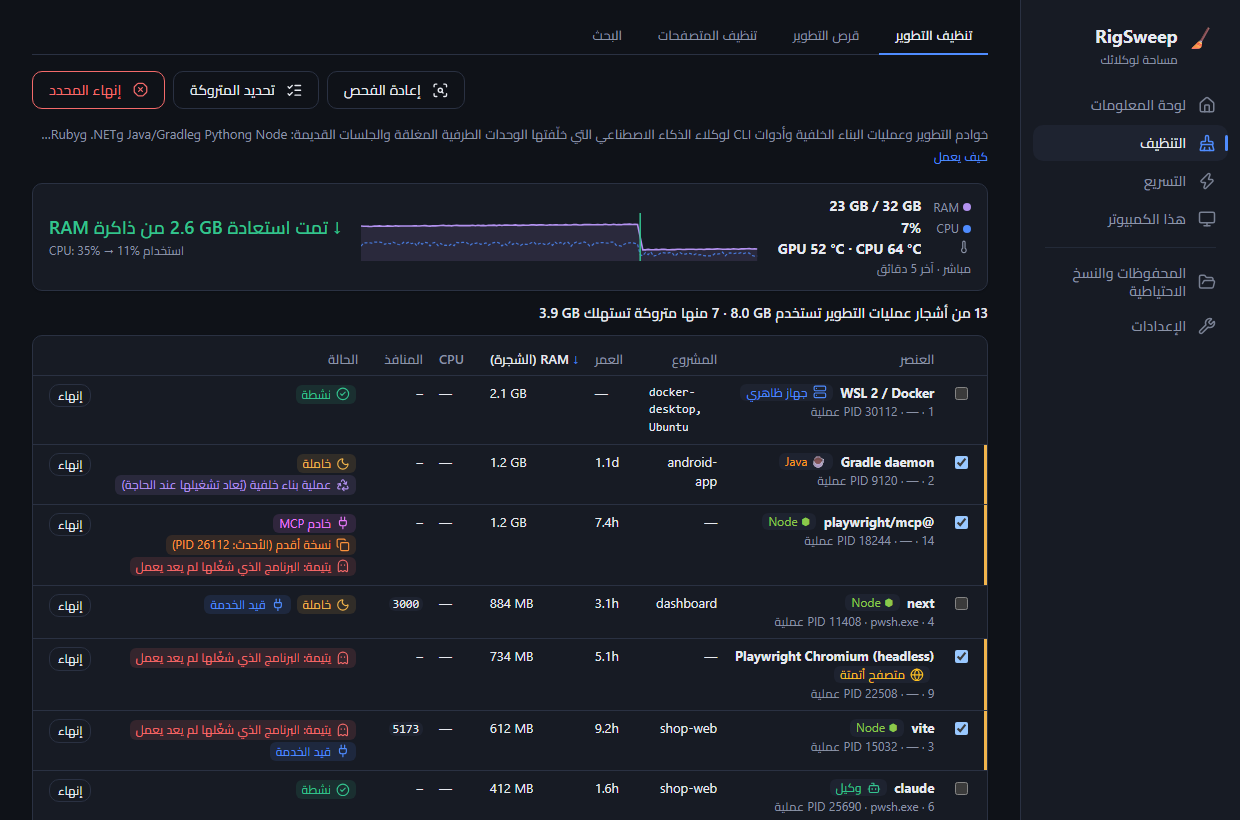 RigSweep
مساحة لوكلائك
لوحة المعلومات
التنظيف
التسريع
هذا الكمبيوتر
المحفوظات والنسخ
الاحتياطية
الإعدادات
تنظيف التطوير
قرص التطوير
تنظيف المتصفحات
البحث
إعادة الفحص
تحديد المتروكة
إنهاء المحدد
خوادم التطوير وعمليات البناء الخلفية وأدوات CLI لوكلاء الذكاء الاصطناعي التي خلّفتها الوحدات الطرفية المغلقة والجلسات القديمة: Node وPython وJava/Gradle و.NET وRuby...
كيف يعمل
RAM 23 GB / 32 GB
CPU 7%
GPU 52 °C · CPU 64 °C
مباشر · آخر 5 دقائق
↓ تمت استعادة 2.6 GB من ذاكرة RAM
CPU: 35% → 11% استخدام
13 من أشجار عمليات التطوير تستخدم 8.0 GB · 7 منها متروكة تستهلك 3.9 GB
العنصر المشروع العمر RAM (الشجرة) ↓ CPU المنافذ الحالة
WSL 2 / Docker جهاز ظاهري docker-desktop, Ubuntu — 2.1 GB — – نشطة إنهاء
1 · — · PID 30112 عملية
Gradle daemon Java android-app 1.1d 1.2 GB — – خاملة إنهاء
2 · — · PID 9120 عملية
عملية بناء خلفية (يُعاد تشغيلها عند الحاجة)
@playwright/mcp Node — 7.4h 1.2 GB — – خادم MCP إنهاء
14 · — · PID 18244 عملية
نسخة أقدم (الأحدث: PID 26112)
يتيمة: البرنامج الذي شغّلها لم يعد يعمل
next Node dashboard 3.1h 884 MB — 3000 خاملة قيد الخدمة إنهاء
4 · pwsh.exe · PID 11408 عملية
Playwright Chromium (headless) — 5.1h 734 MB — – يتيمة: البرنامج الذي شغّلها لم يعد يعمل إنهاء
متصفح أتمتة
9 · — · PID 22508 عملية
vite Node shop-web 9.2h 612 MB — 5173 يتيمة: البرنامج الذي شغّلها لم يعد يعمل إنهاء
3 · — · PID 15032 عملية
قيد الخدمة
claude وكيل shop-web 1.6h 412 MB — – نشطة إنهاء
6 · pwsh.exe · PID 25690 عملية